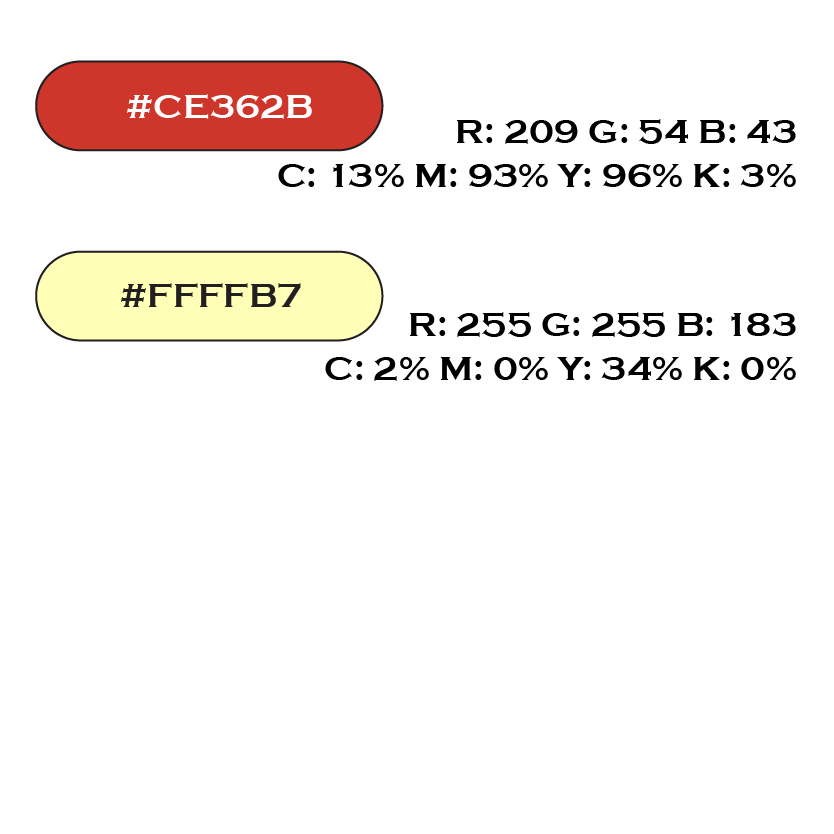 #CE362B
R: 209 G: 54 B: 43
C: 13% M: 93% Y: 96% K: 3%
#FFFFB7
R: 255 G: 255 B: 183
C: 2% M: 0% Y: 34% K: 0%